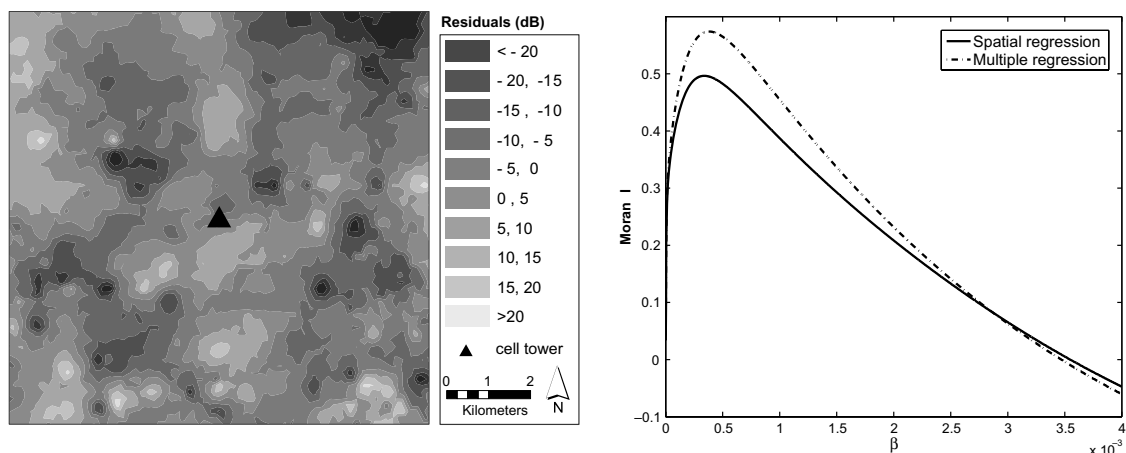 Residuals (dB)
< - 20
- 20, -15
-15 , -10
-10, - 5
- 5, 0
0 , 5
5, 10
10, 15
15, 20
>20
cell tower
0 1 2
Kilometers
N
Spatial regression
Multiple regression
0.5
0.4
0.3
0.2
0.1
0
–0.1
Moran I
0 0.5 1 1.5 2 2.5 3 3.5 4
β
x 10⁻³